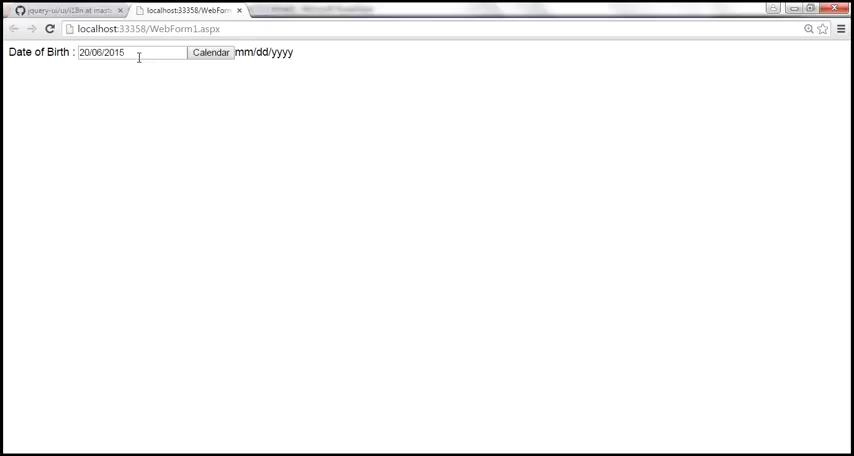 jquery-ui/ui/i18n at mast
localhost:33358/WebForm
localhost:33358/WebForm1.aspx
Date of Birth : 20/06/2015 Calendar mm/dd/yyyy